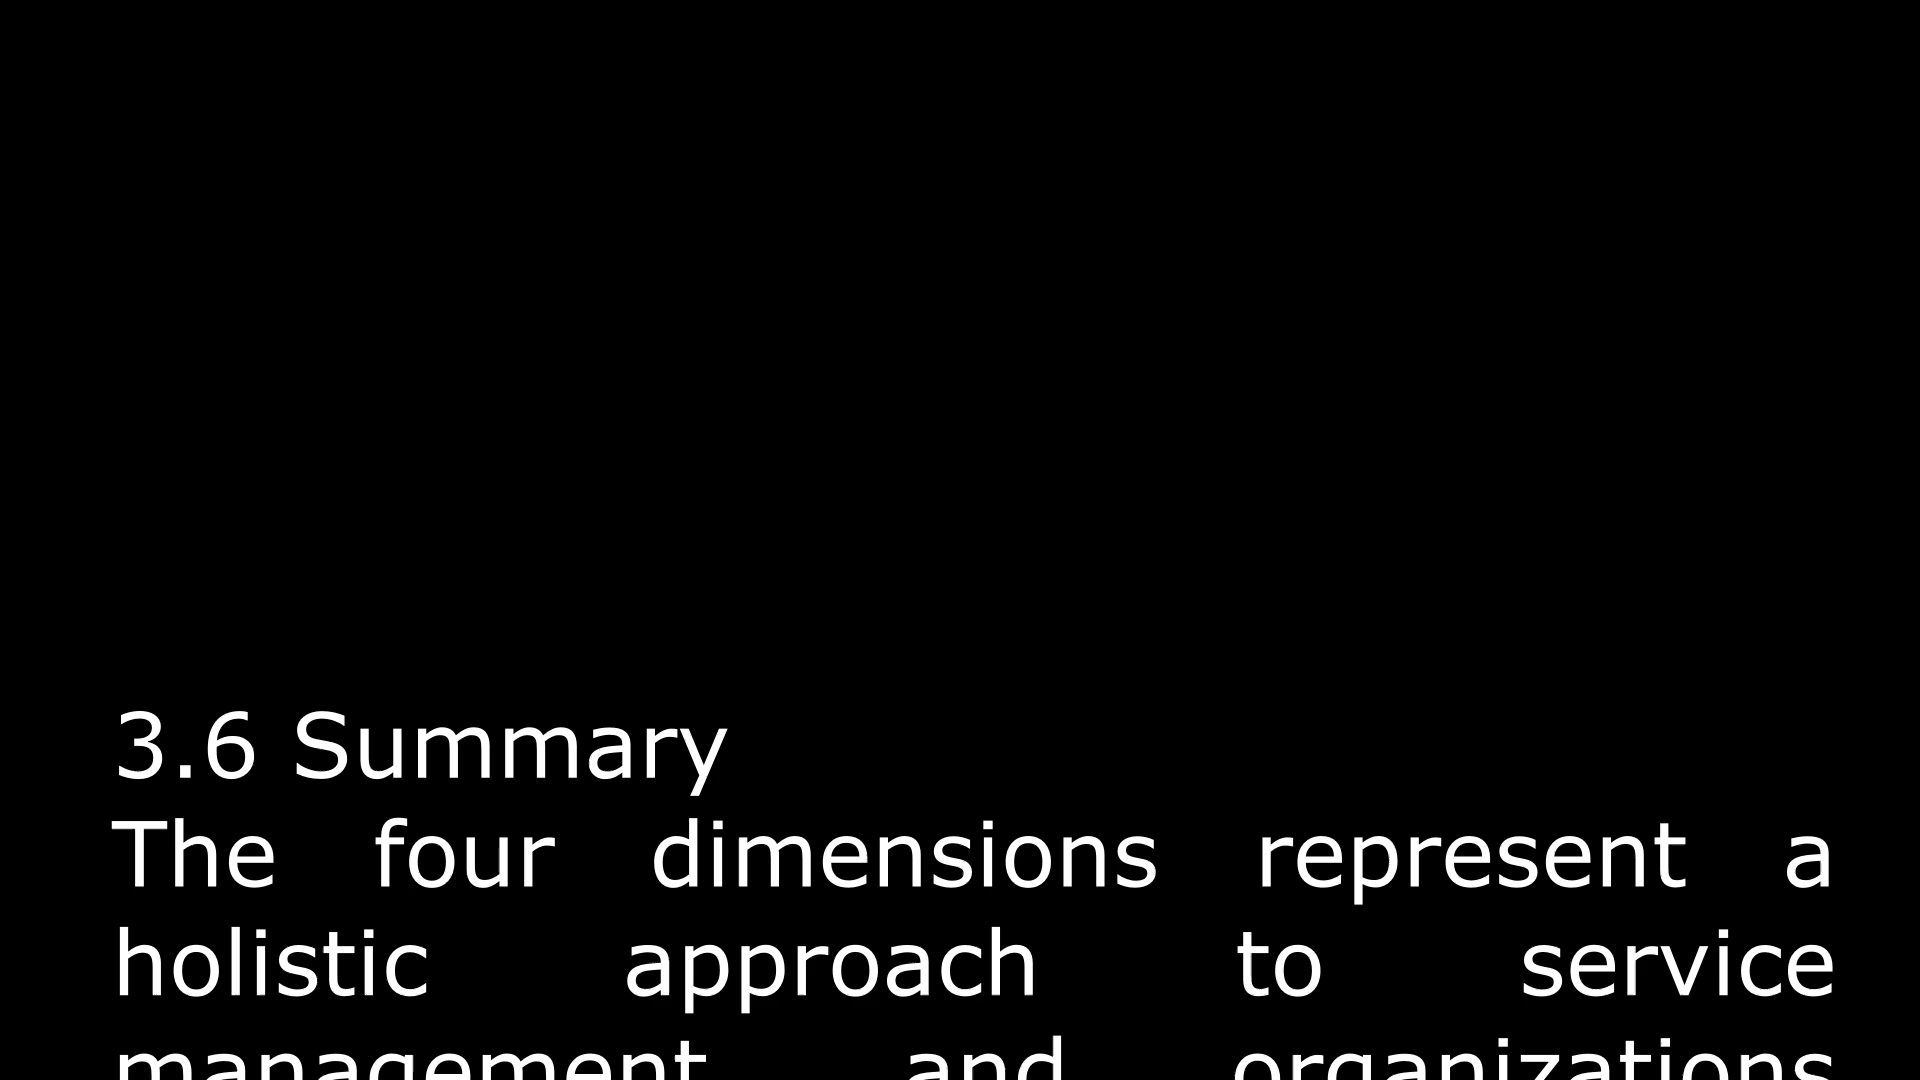 3.6 Summary
The four dimensions represent a
holistic approach to service
management and organizations